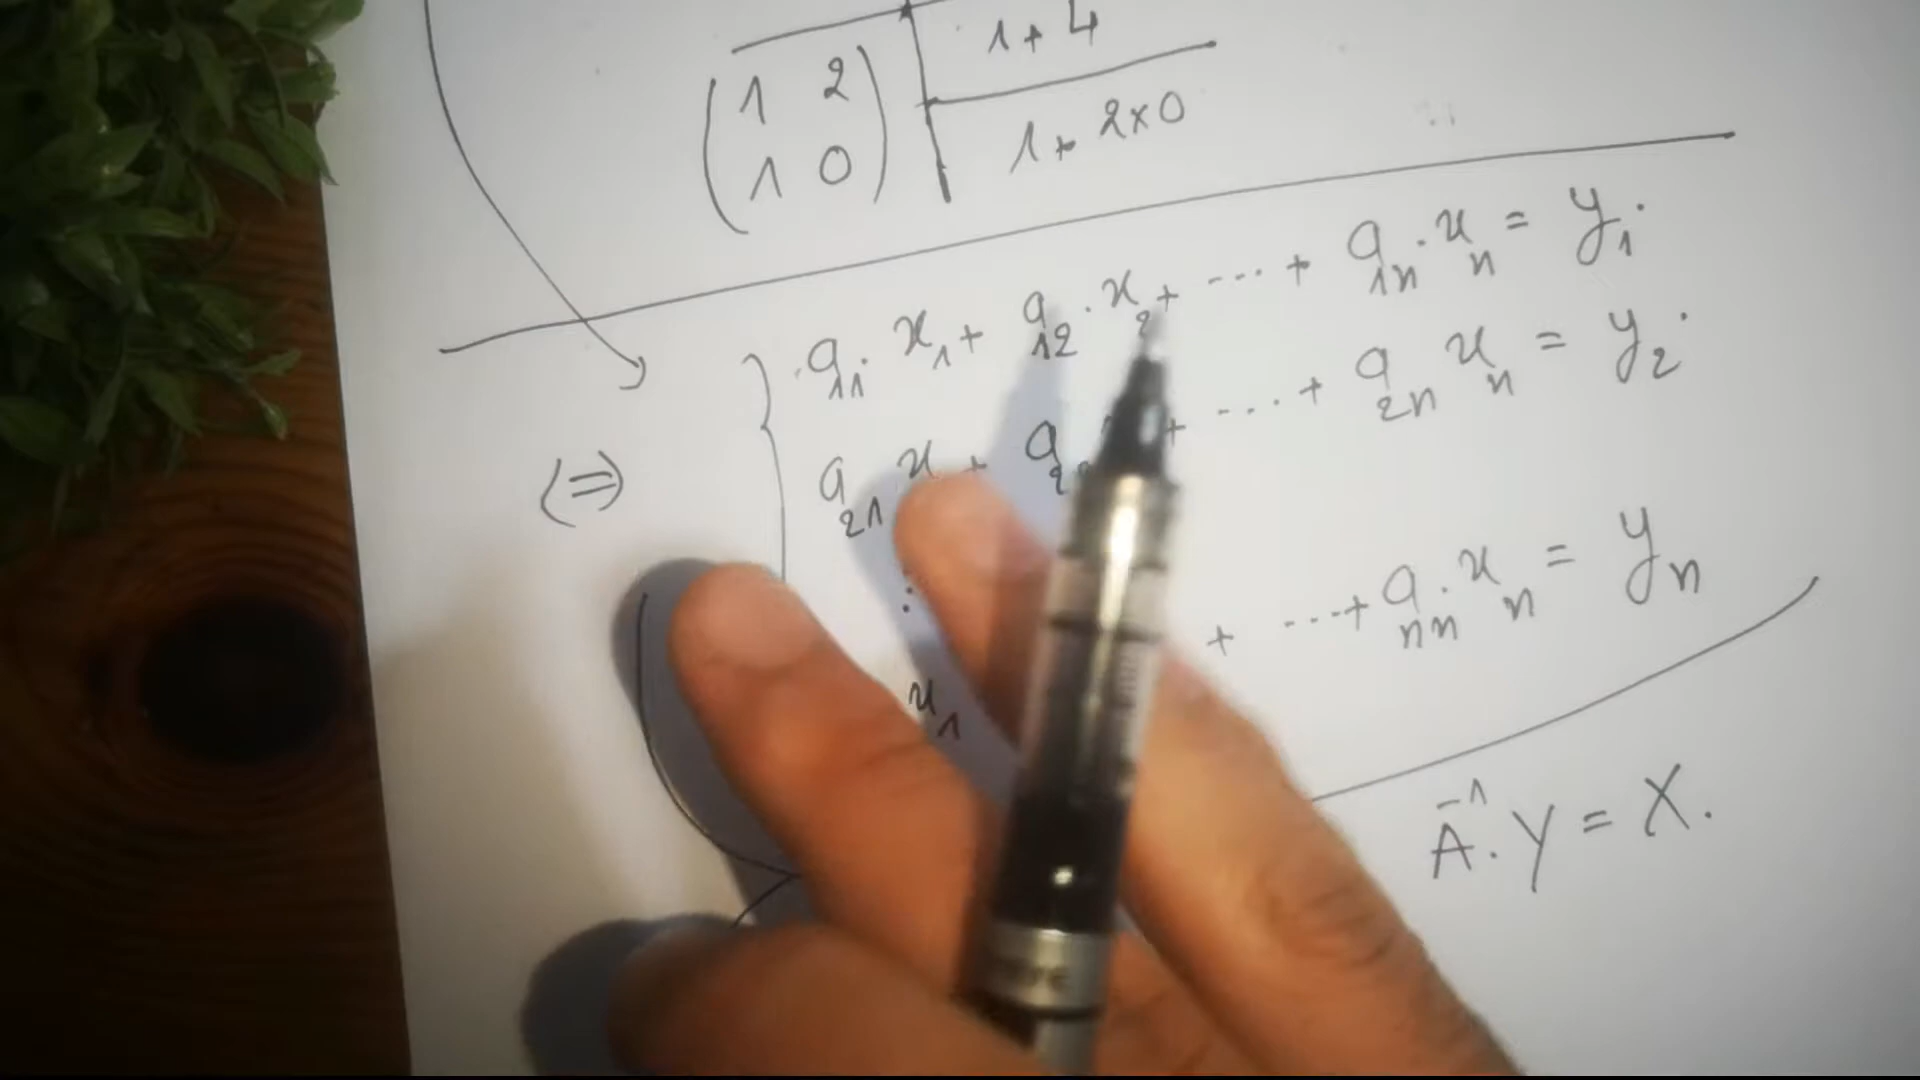 1 + 4
1 2
1 0
1 + 2×0
a₁₁ . x₁ + a₁₂ . x₂ + ---- + a₁ₙ . xₙ = y₁ .
(=) a₂₁ x + a₂ + ---- + a₂ₙ xₙ = y₂ .
:
x₁ + ---- + aₙₙ . xₙ = yₙ
A⁻¹ . Y = X .